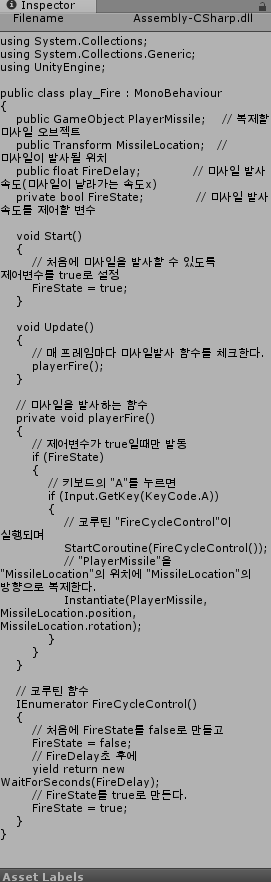 Inspector
Filename Assembly-CSharp.dll
using System.Collections;
using System.Collections.Generic;
using UnityEngine;
public class play_Fire : MonoBehaviour
{
public GameObject PlayerMissile; // 복제할
미사일 오브젝트
public Transform MissileLocation; //
미사일이 발사될 위치
public float FireDelay; // 미사일 발사
속도(미사일이 날라가는 속도x)
private bool FireState; // 미사일 발사
속도를 제어할 변수
void Start()
{
// 처음에 미사일을 발사할 수 있도록
제어변수를 true로 설정
FireState = true;
}
void Update()
{
// 매 프레임마다 미사일발사 함수를 체크한다.
playerFire();
}
// 미사일을 발사하는 함수
private void playerFire()
{
// 제어변수가 true일때만 발동
if (FireState)
{
// 키보드의 "A"를 누르면
if (Input.GetKey(KeyCode.A))
{
// 코루틴 "FireCycleControl"이
실행되며
StartCoroutine(FireCycleControl());
// "PlayerMissile"을
"MissileLocation"의 위치에 "MissileLocation"의
방향으로 복제한다.
Instantiate(PlayerMissile,
MissileLocation.position,
MissileLocation.rotation);
}
}
}
// 코루틴 함수
IEnumerator FireCycleControl()
{
// 처음에 FireState를 false로 만들고
FireState = false;
// FireDelay초 후에
yield return new
WaitForSeconds(FireDelay);
// FireState를 true로 만든다.
FireState = true;
}
}
Asset Labels